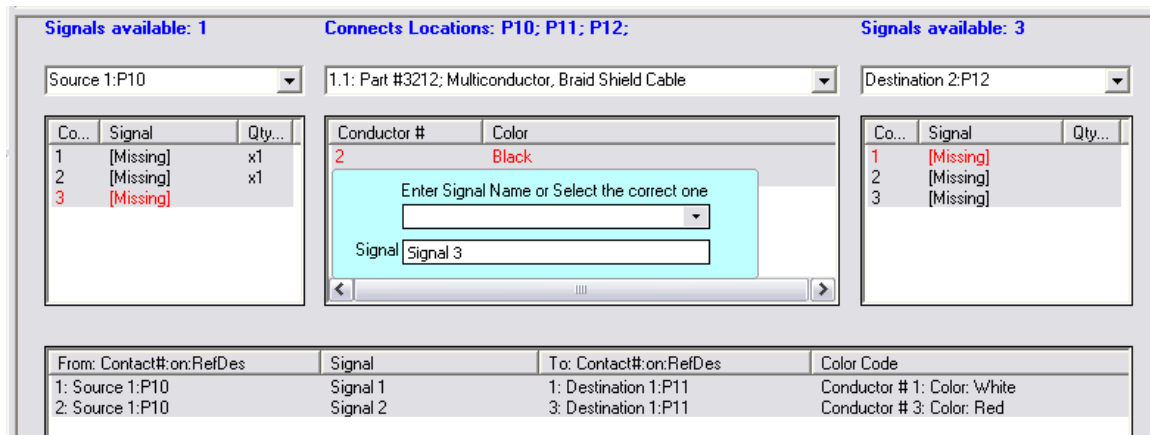 Signals available: 1 Connects Locations: P10; P11; P12; Signals available: 3
Source 1:P10 1.1: Part #3212; Multiconductor, Braid Shield Cable Destination 2:P12
Co... Signal Qty... Conductor # Color Co... Signal Qty...
1 [Missing] x1 2 Black 1 [Missing]
2 [Missing] x1 2 [Missing]
3 [Missing] 3 [Missing]
Enter Signal Name or Select the correct one
Signal Signal 3
From: Contact#:on:RefDes Signal To: Contact#:on:RefDes Color Code
1: Source 1:P10 Signal 1 1: Destination 1:P11 Conductor # 1: Color: White
2: Source 1:P10 Signal 2 3: Destination 1:P11 Conductor # 3: Color: Red